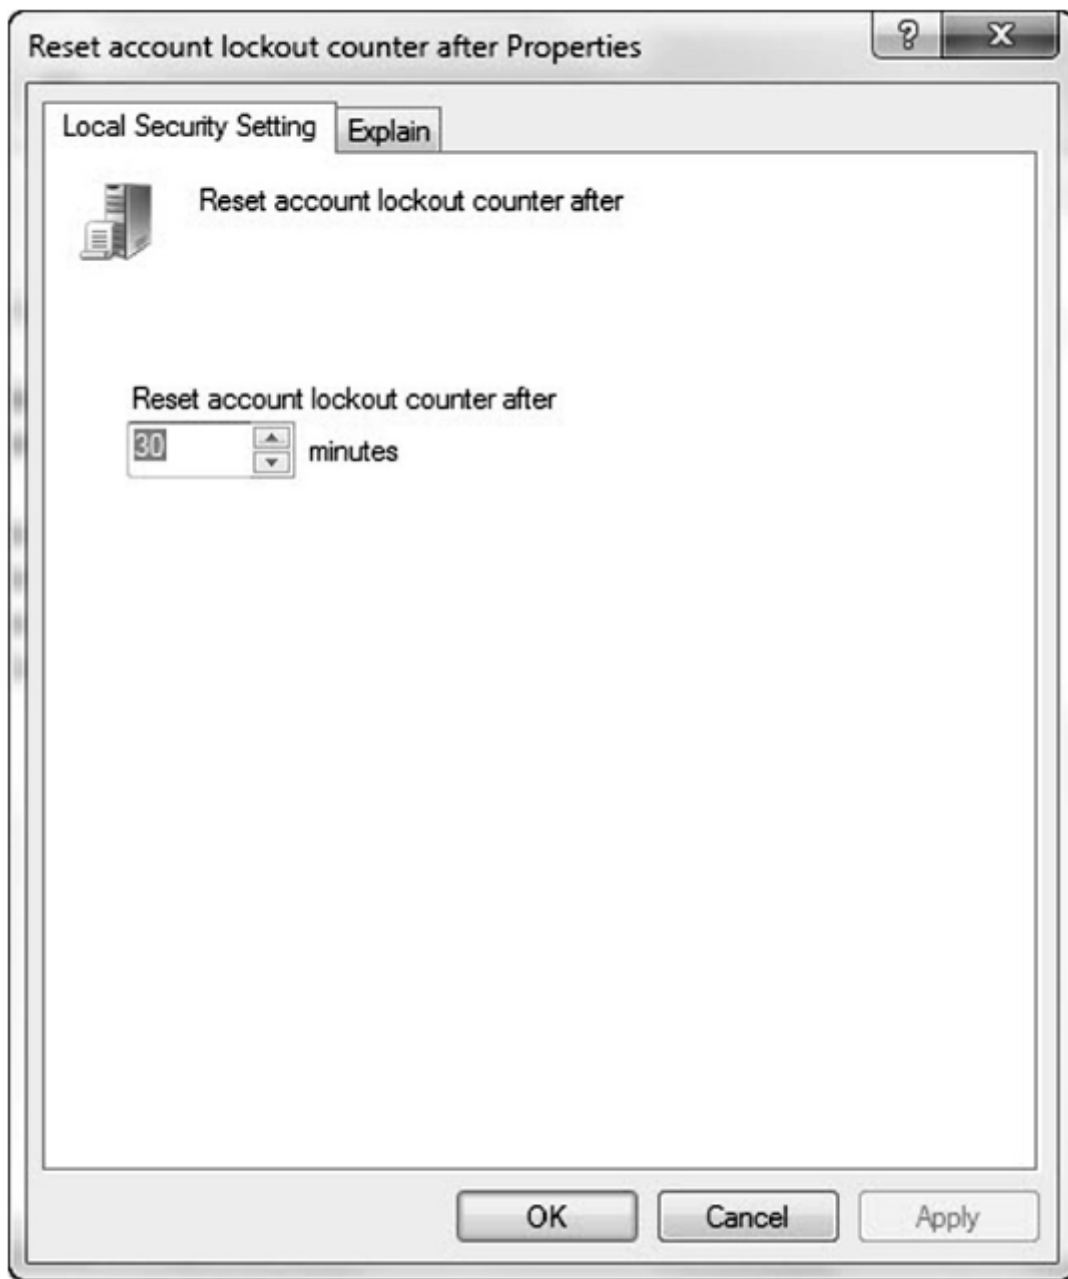 Reset account lockout counter after Properties
?
X
Local Security Setting
Explain
Reset account lockout counter after
Reset account lockout counter after
30
minutes
OK
Cancel
Apply